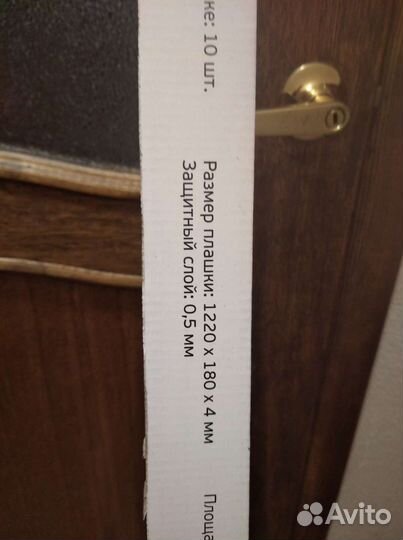 ке: 10 шт.
Размер плашки: 1220 x 180 x 4 мм
Защитный слой: 0,5 мм
Площа
Avito